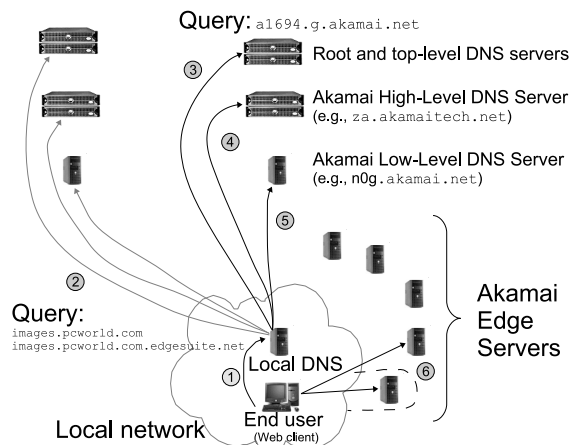 Query: a1694.g.akamai.net
3
Root and top-level DNS servers
Akamai High-Level DNS Server
(e.g., za.akamaitech.net)
4
Akamai Low-Level DNS Server
(e.g., n0g.akamai.net)
5
2
Query:
images.pcworld.com
images.pcworld.com.edgesuite.net
Akamai
Edge
Servers
Local DNS
1
6
End user
(Web client)
Local network